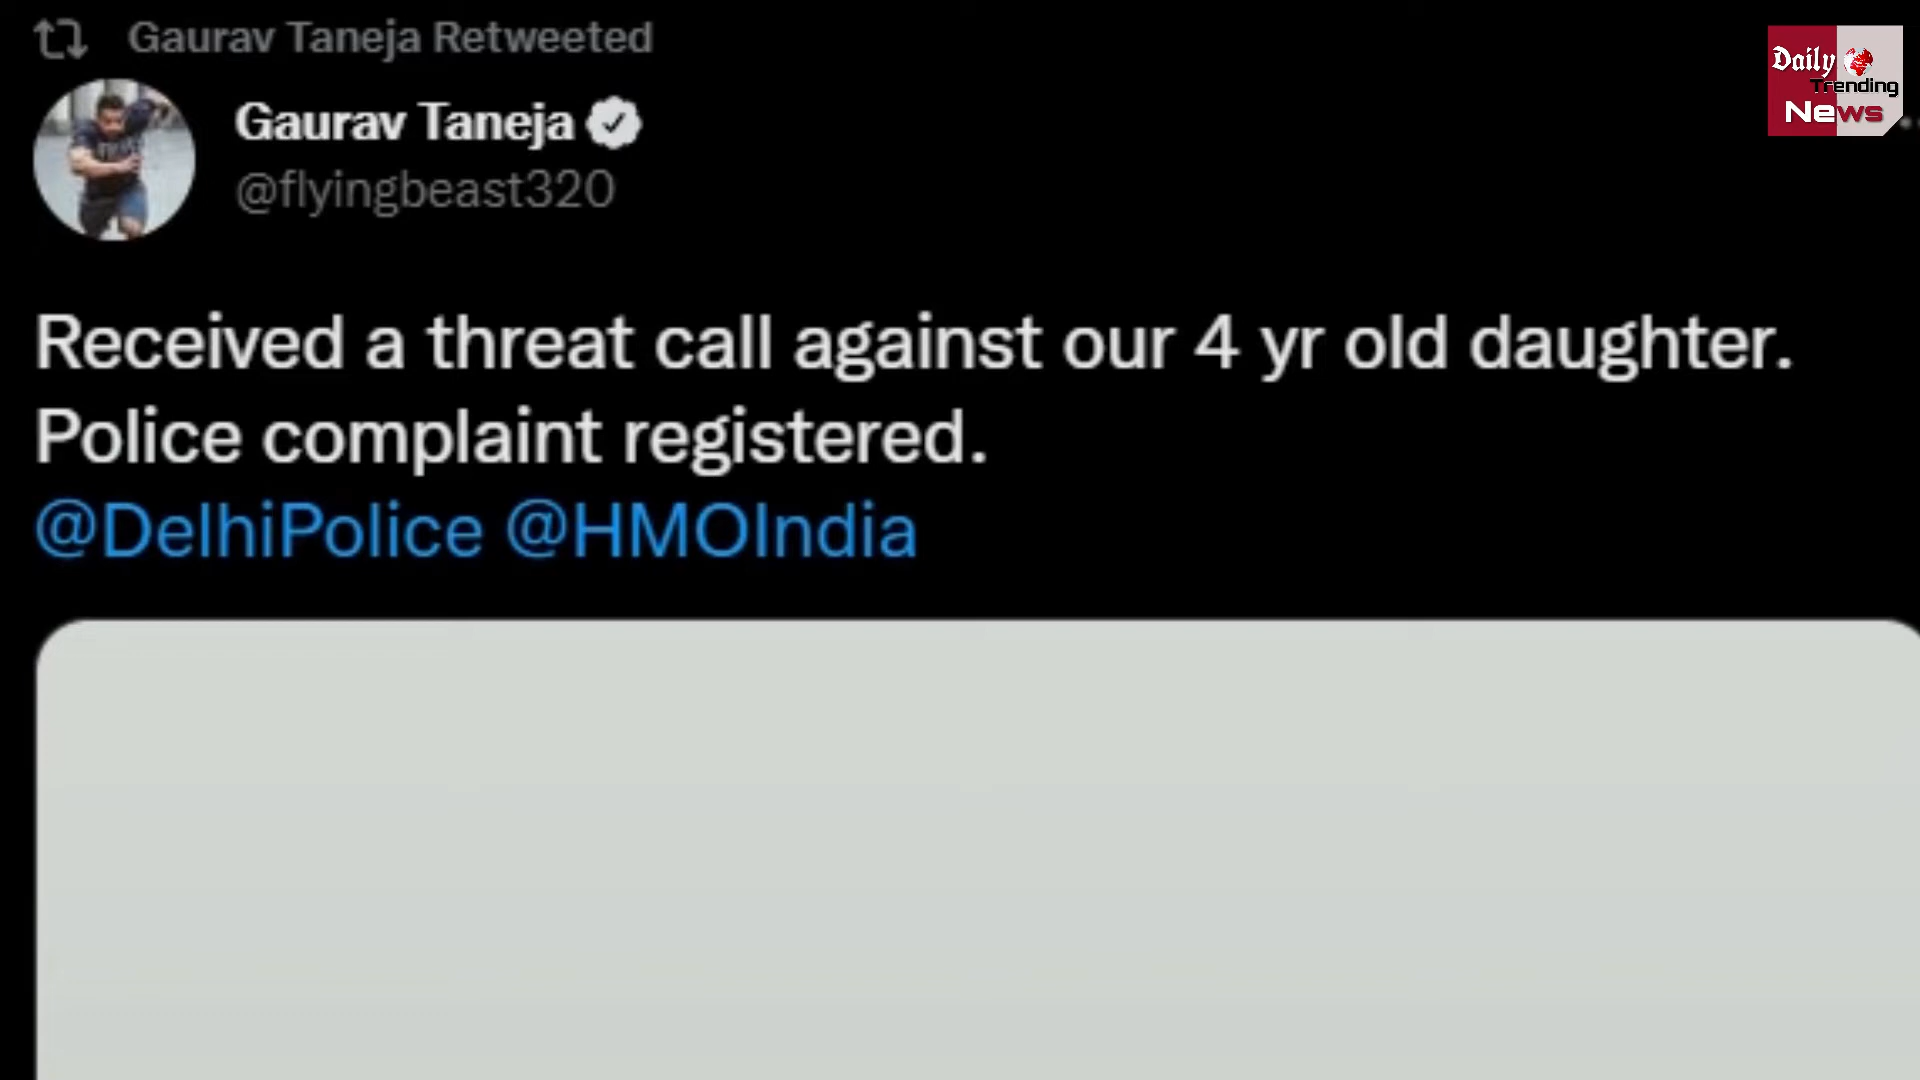 Gaurav Taneja Retweeted
Daily
Trending
News
Gaurav Taneja
@flyingbeast320
Received a threat call against our 4 yr old daughter.
Police complaint registered.
@DelhiPolice @HMOIndia